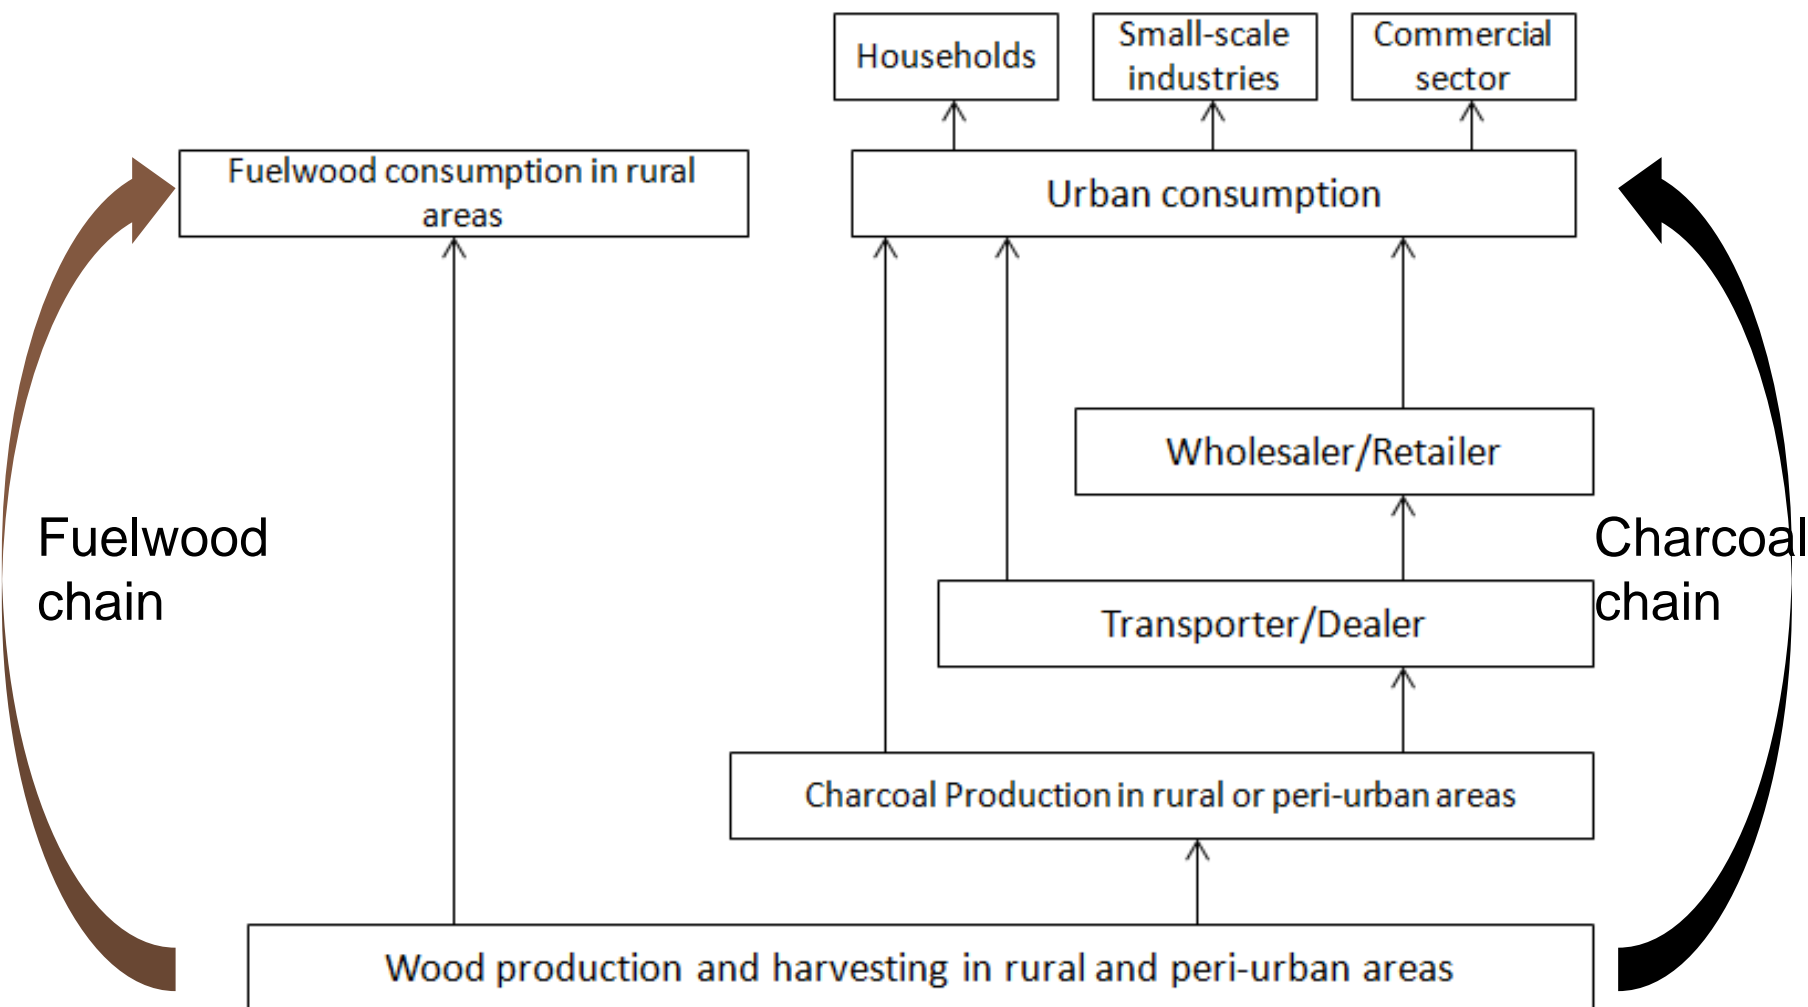 Households
Small-scale
industries
Commercial
sector
Fuelwood consumption in rural
areas
Urban consumption
Wholesaler/Retailer
Fuelwood
chain
Charcoal
chain
Transporter/Dealer
Charcoal Production in rural or peri-urban areas
Wood production and harvesting in rural and peri-urban areas